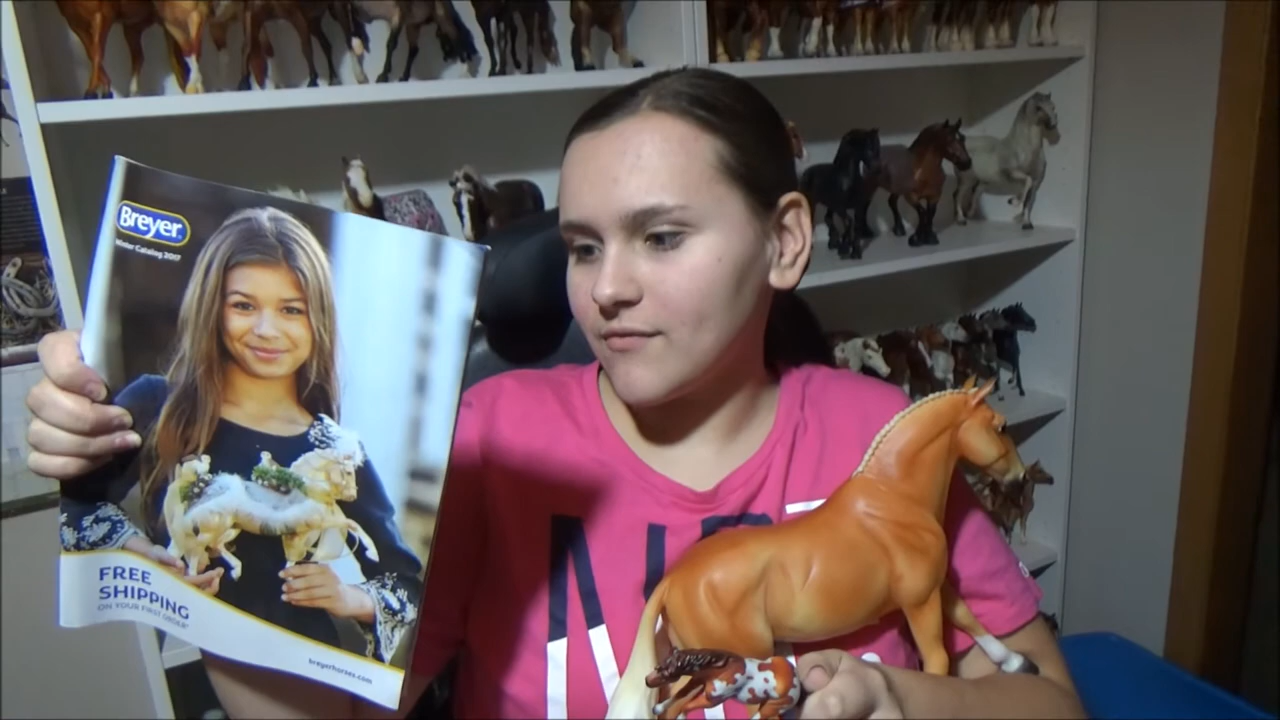 Breyer
Winter Catalog 2017
FREE
SHIPPING
ON YOUR FIRST ORDER*
breyerhorses.com